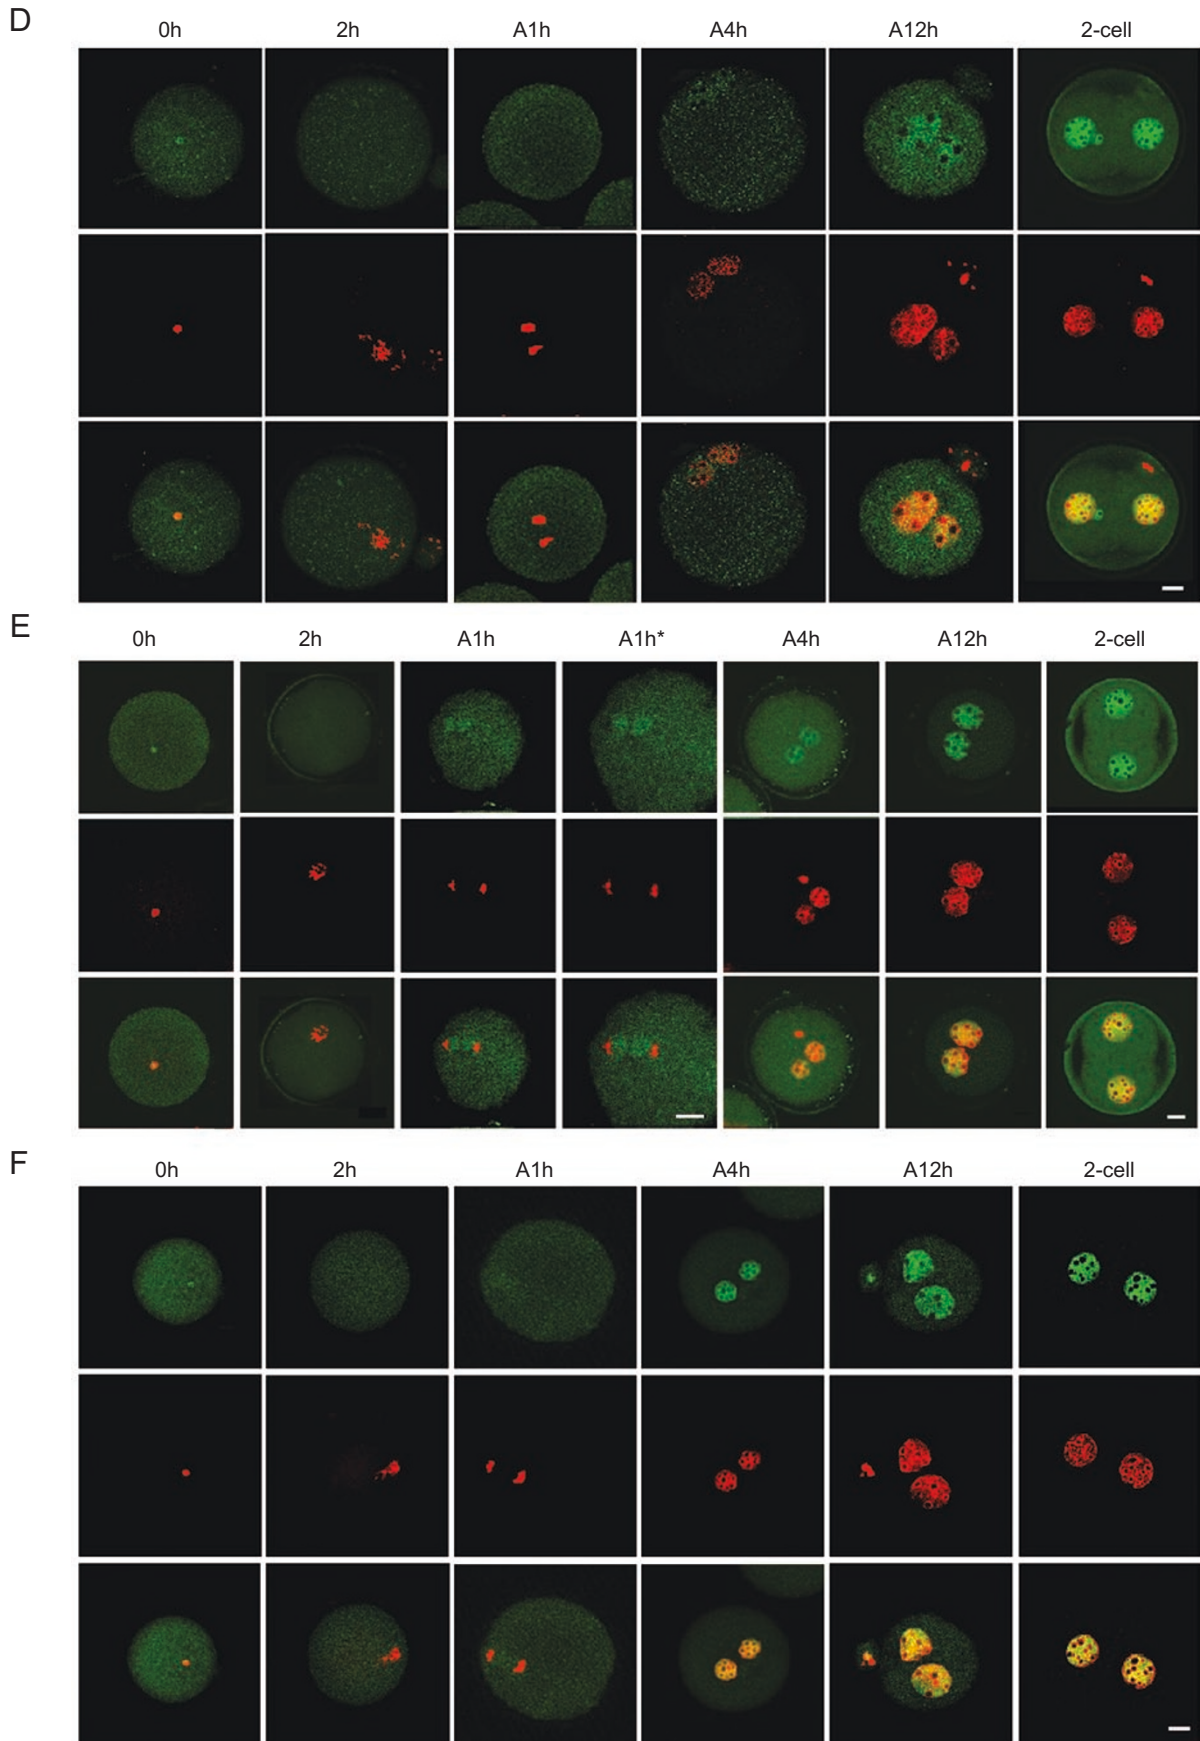 D
0h 2h A1h A4h A12h 2-cell
E
0h 2h A1h A1h* A4h A12h 2-cell
F
0h 2h A1h A4h A12h 2-cell